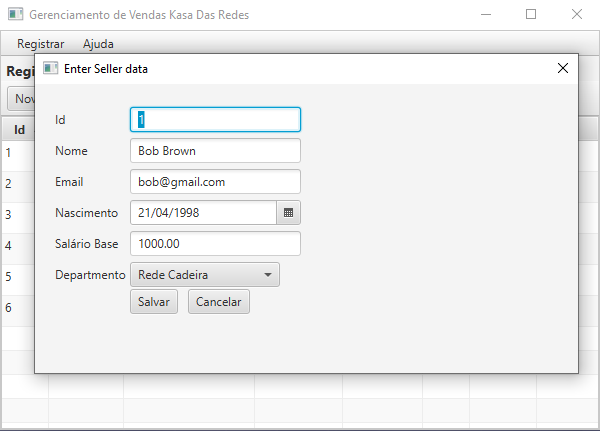 Gerenciamento de Vendas Kasa Das Redes
Registrar Ajuda
Enter Seller data
Id
1
Id 1
Nome Bob Brown
2
Email bob@gmail.com
3
Nascimento 21/04/1998
4
Salário Base 1000.00
5
Departmento Rede Cadeira
6
Salvar Cancelar